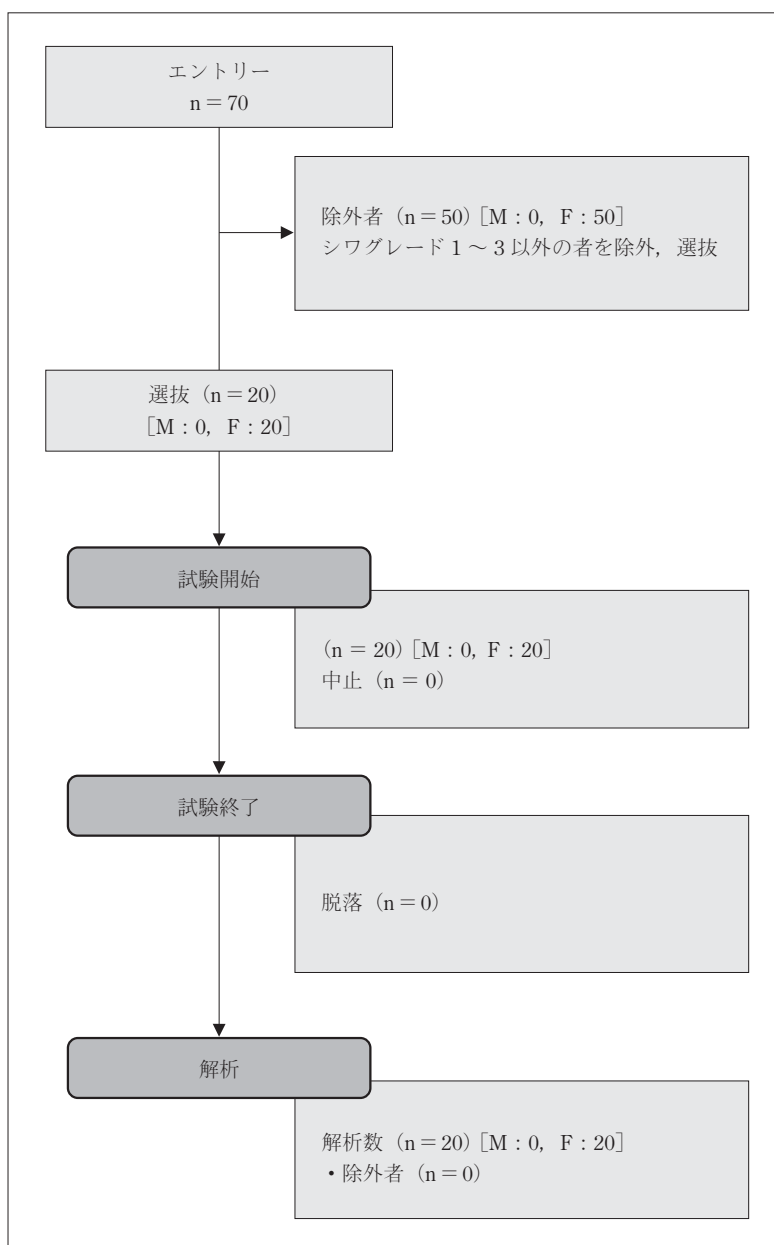 エントリー
n = 70
除外者（n = 50）［M : 0, F : 50］
シワグレード 1 ～ 3 以外の者を除外，選抜
選抜（n = 20）
［M : 0, F : 20］
試験開始
（n = 20）［M : 0, F : 20］
中止（n = 0）
試験終了
脱落（n = 0）
解析
解析数（n = 20）［M : 0, F : 20］
・除外者（n = 0）